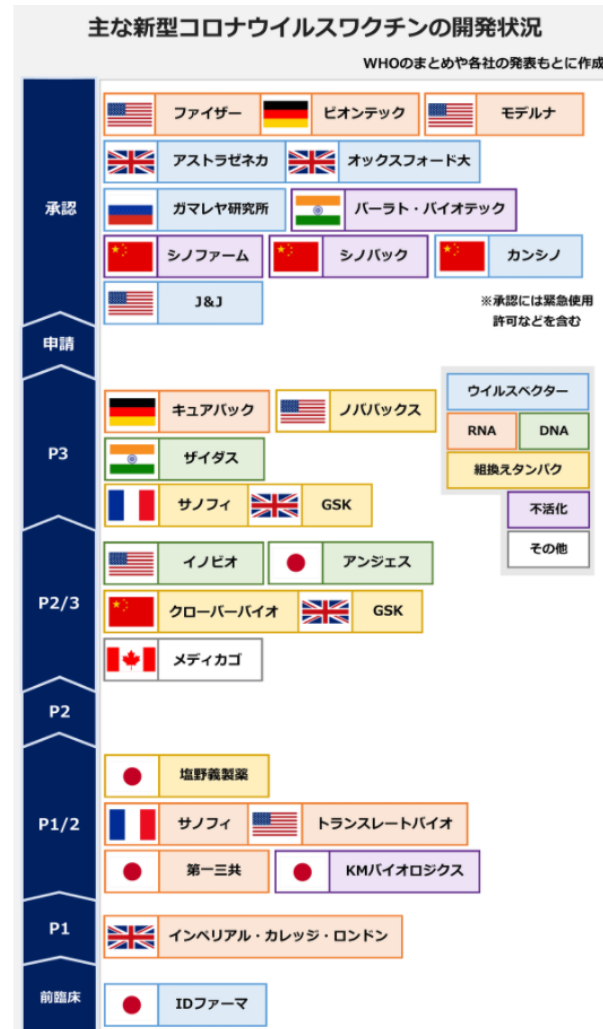 主な新型コロナウイルスワクチンの開発状況
WHOのまとめや各社の発表もとに作成
承認
ファイザー ビオンテック モデルナ
アストラゼネカ オックスフォード大
ガマレヤ研究所 バーラト・バイオテック
シノファーム シノバック カンシノ
J&J
※承認には緊急使用
許可などを含む
申請
P3
キュアバック ノババックス
ザイダス
サノフィ GSK
ウイルスベクター
RNA DNA
組換えタンパク
不活化
その他
P2/3
イノビオ アンジェス
クローバーバイオ GSK
メディカゴ
P2
P1/2
塩野義製薬
サノフィ トランスレートバイオ
第一三共 KMバイオロジクス
P1
インペリアル・カレッジ・ロンドン
前臨床
IDファーマ